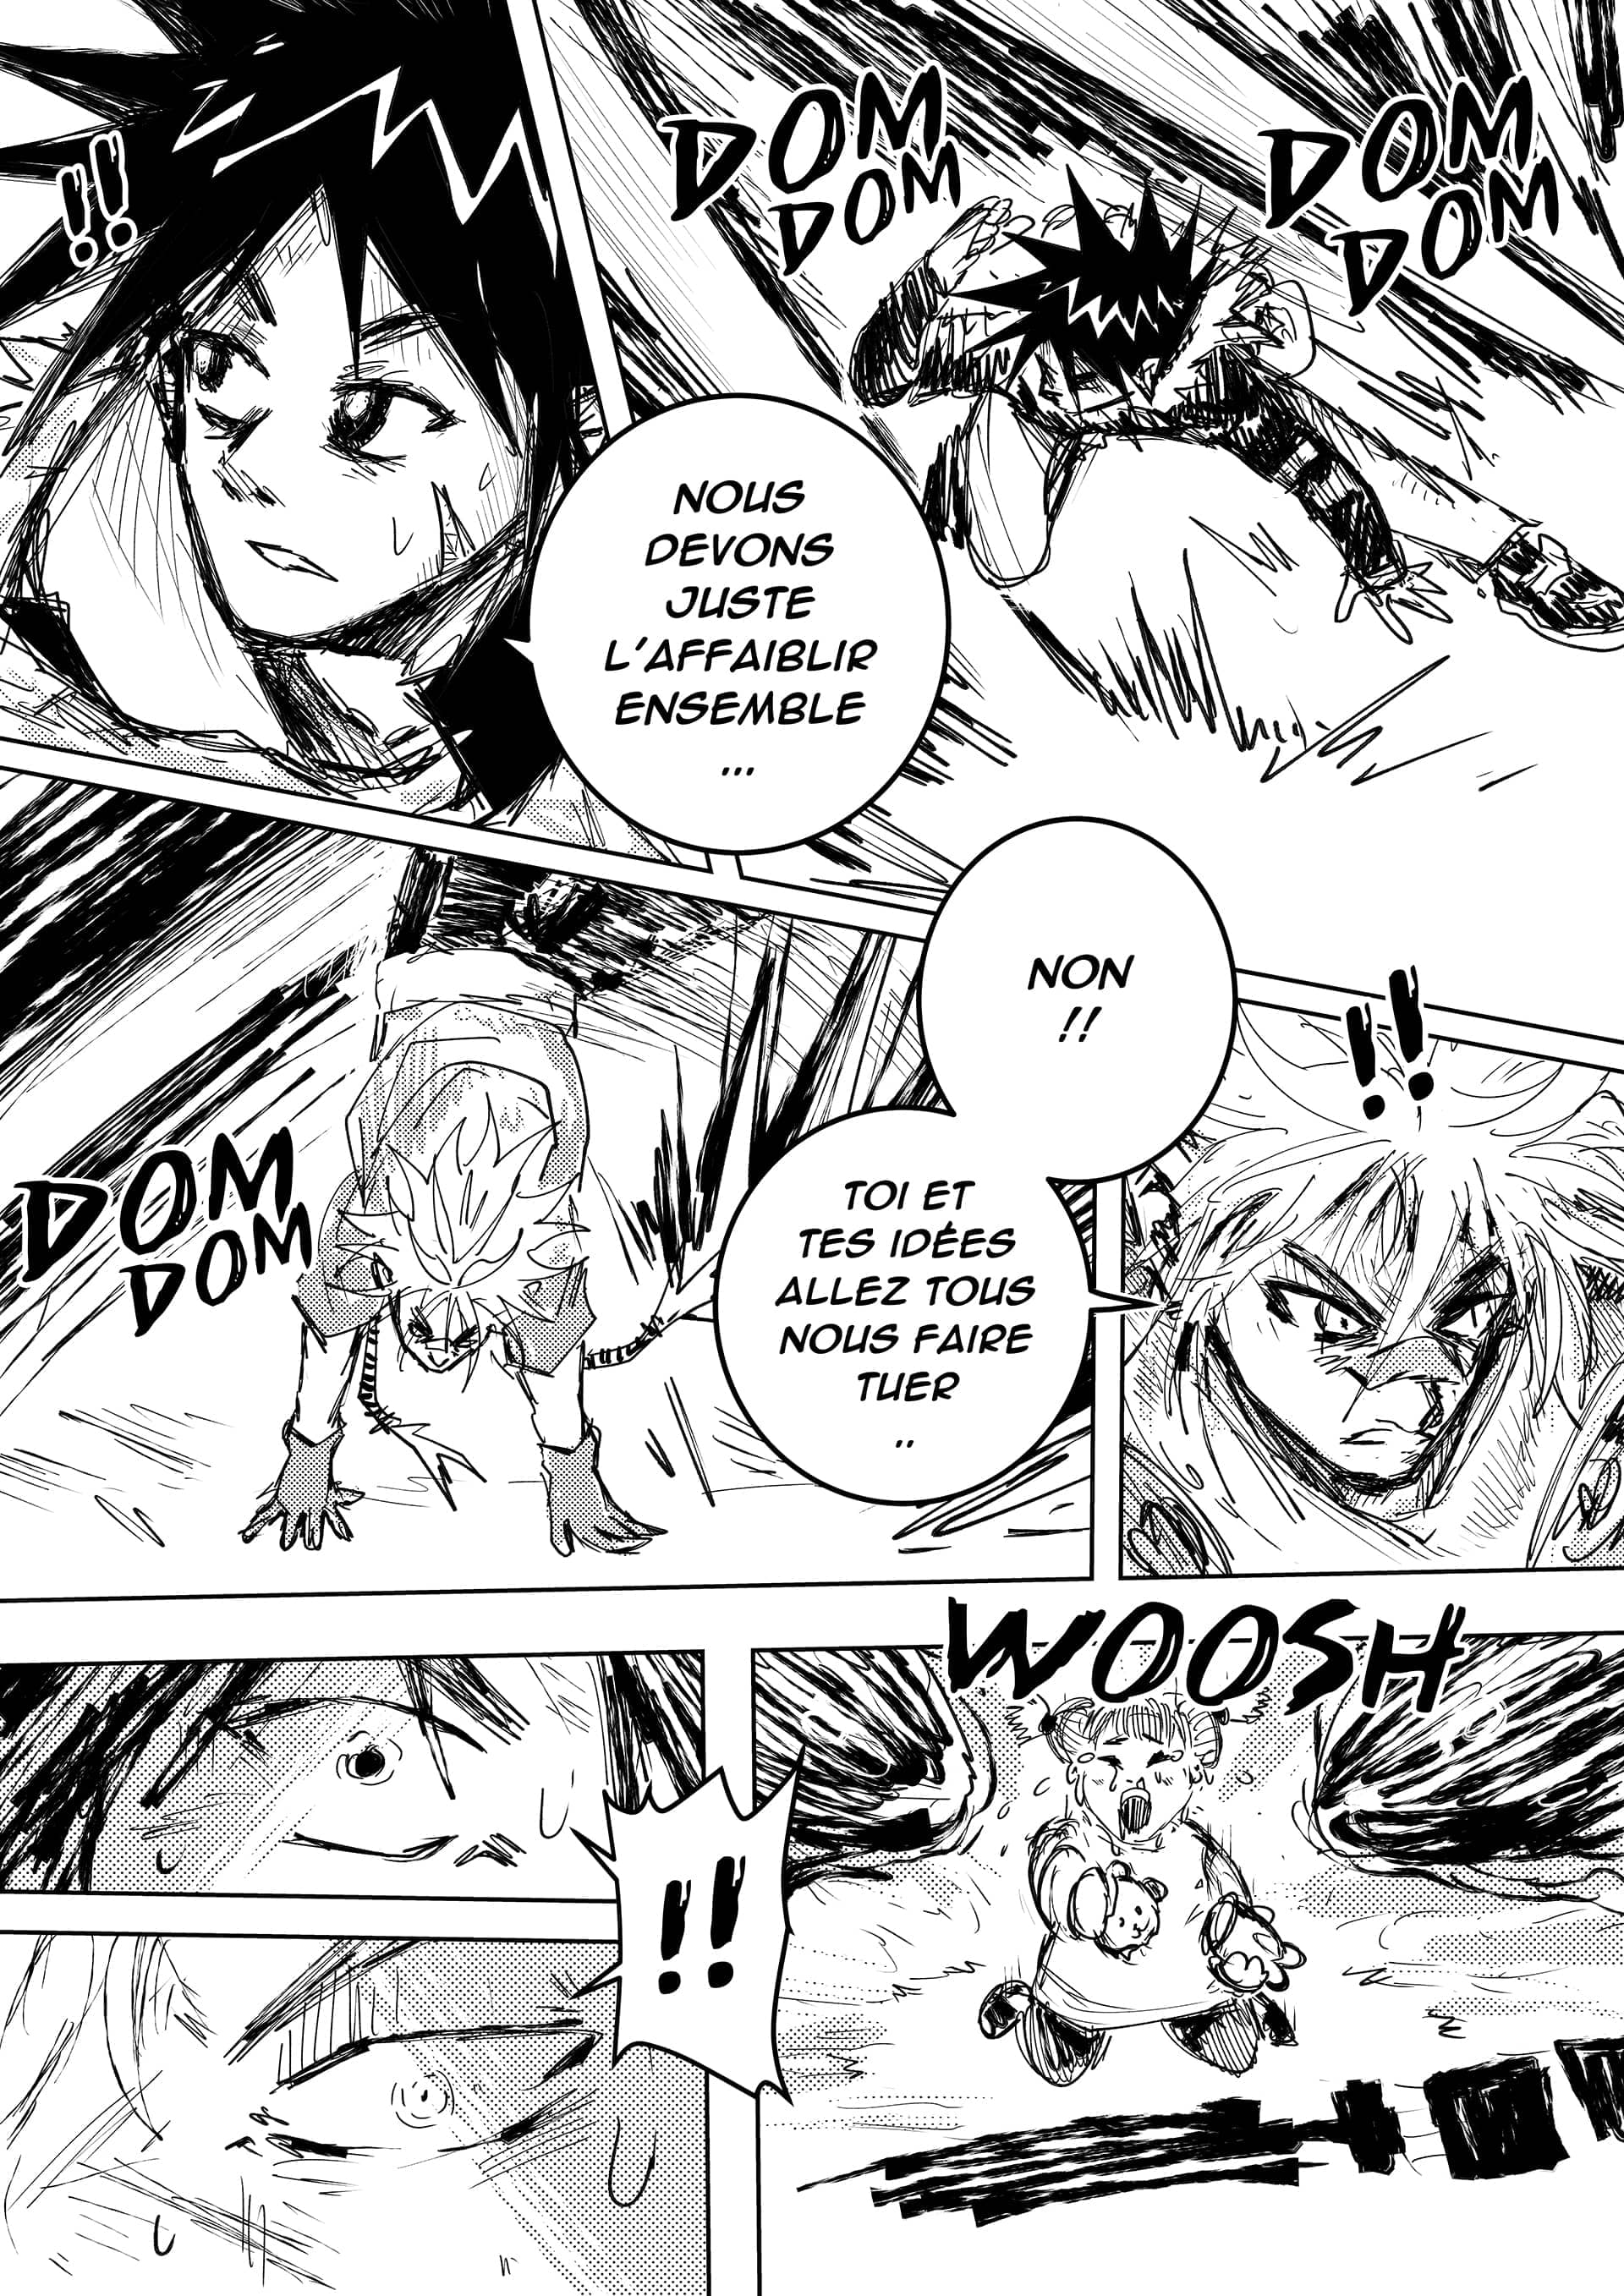 !!
DOM
DOM
DOM
DOM
NOUS
DEVONS
JUSTE
L'AFFAIBLIR
ENSEMBLE
...
NON
!!
!!
TOI ET
TES IDÉES
ALLEZ TOUS
NOUS FAIRE
TUER
..
DOM
DOM
WOOSH
!!